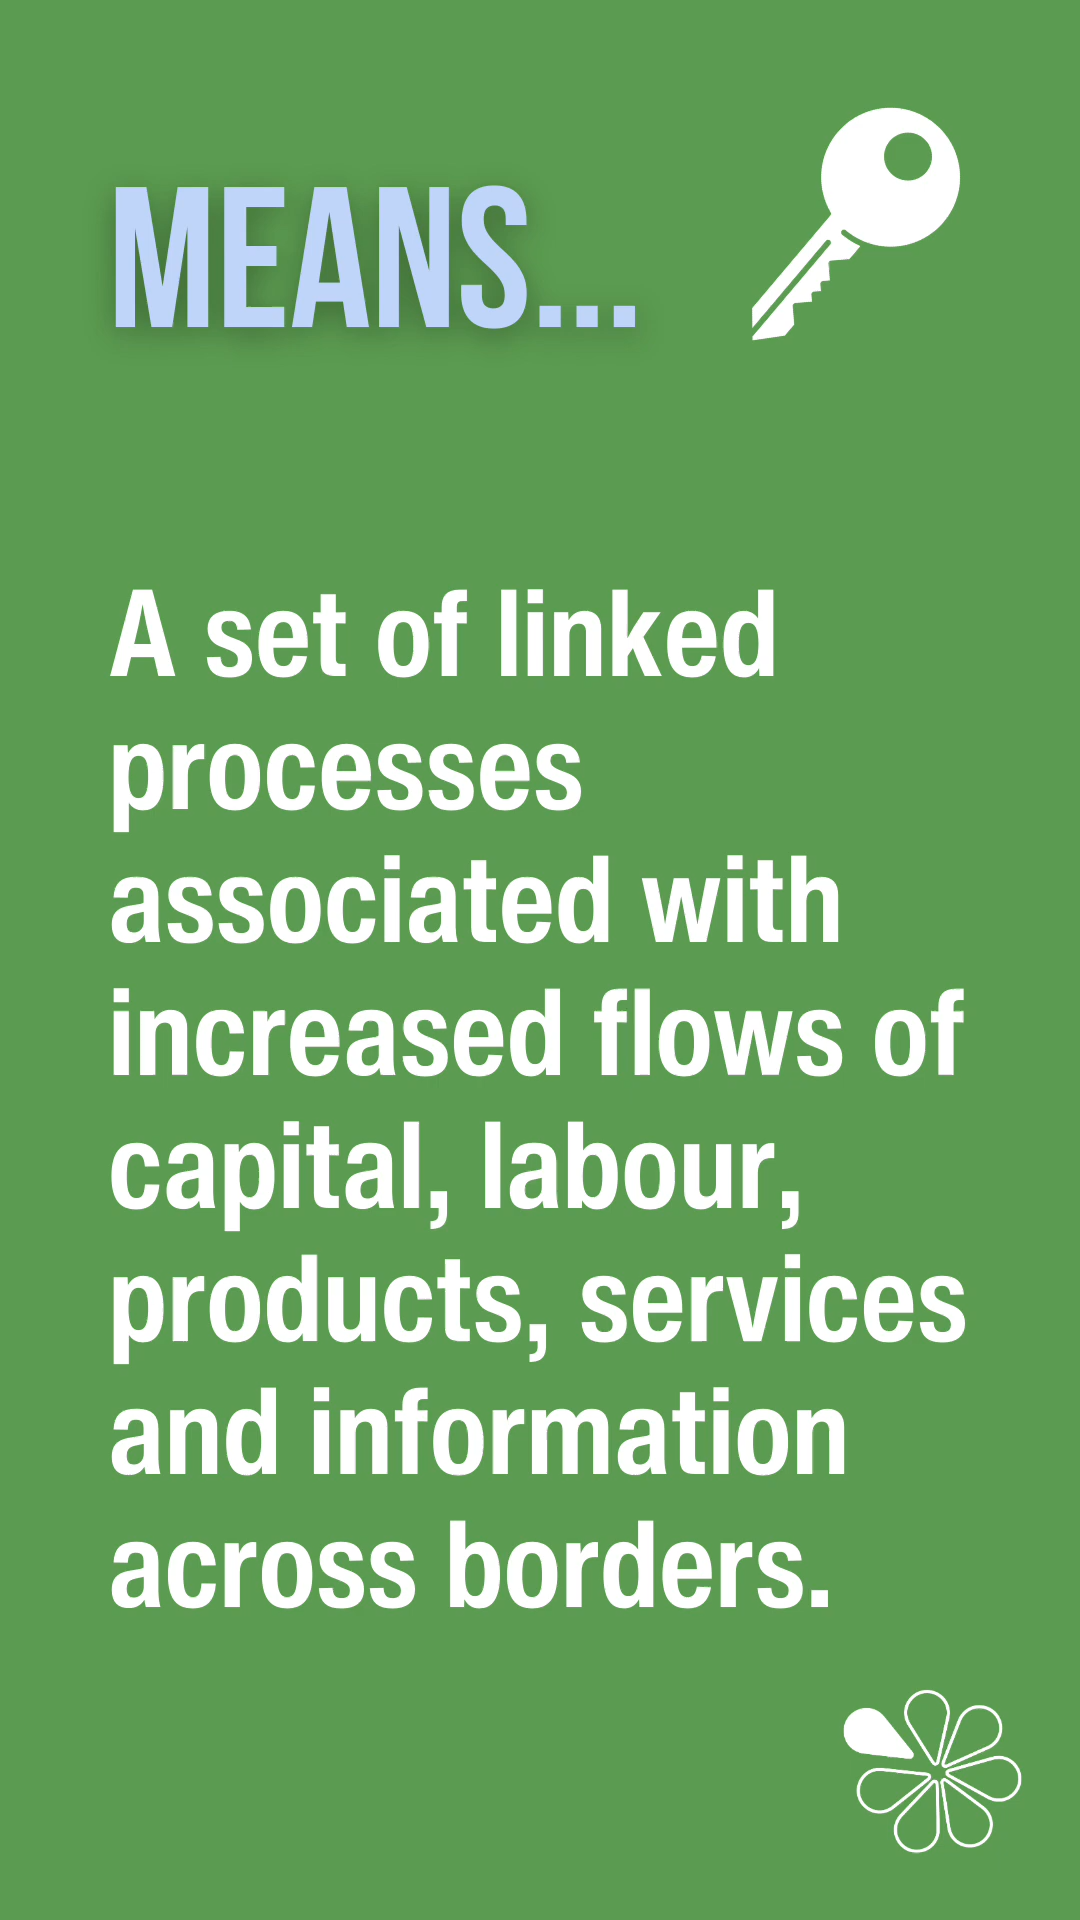 MEANS...
A set of linked
processes
associated with
increased flows of
capital, labour,
products, services
and information
across borders.